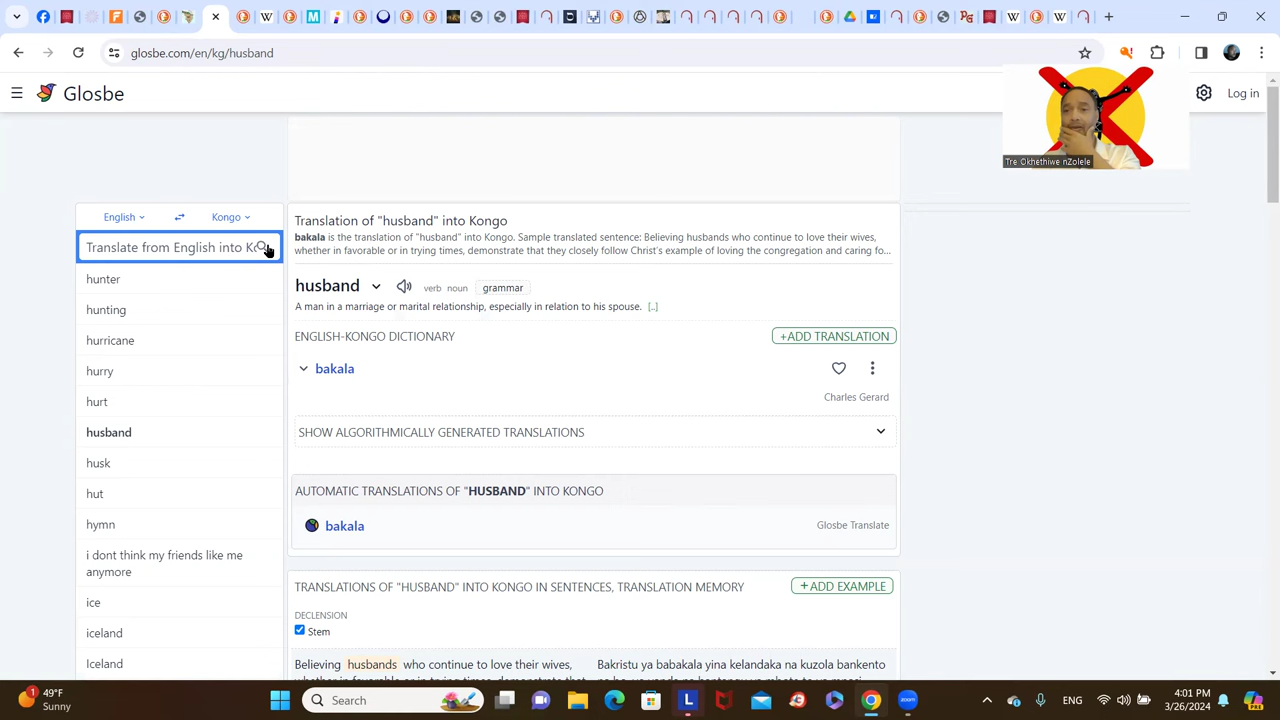 glosbe.com/en/kg/husband
Glosbe
Log in
Tre Okhethiwe nZolele
English
Kongo
Translate from English into Ko
hunter
hunting
hurricane
hurry
hurt
husband
husk
hut
hymn
i dont think my friends like me
anymore
ice
iceland
Iceland
Translation of "husband" into Kongo
bakala is the translation of "husband" into Kongo. Sample translated sentence: Believing husbands who continue to love their wives,
whether in favorable or in trying times, demonstrate that they closely follow Christ's example of loving the congregation and caring fo...
husband verb noun grammar
A man in a marriage or marital relationship, especially in relation to his spouse. [..]
ENGLISH-KONGO DICTIONARY
+ADD TRANSLATION
bakala
Charles Gerard
SHOW ALGORITHMICALLY GENERATED TRANSLATIONS
AUTOMATIC TRANSLATIONS OF "HUSBAND" INTO KONGO
bakala
Glosbe Translate
TRANSLATIONS OF "HUSBAND" INTO KONGO IN SENTENCES, TRANSLATION MEMORY
+ADD EXAMPLE
DECLENSION
Stem
Believing husbands who continue to love their wives,
Bakristu ya babakala yina kelandaka na kuzola bankento
49°F
Sunny
Search
ENG
4:01 PM
3/26/2024